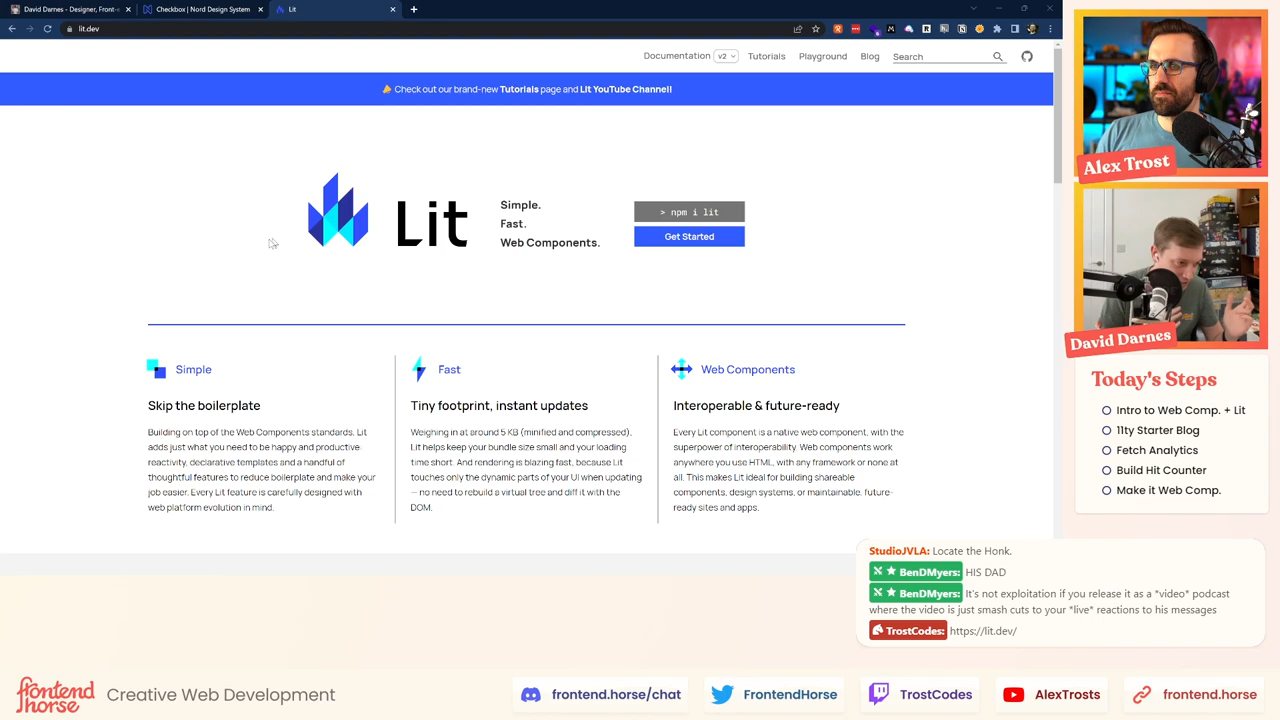 David Darnes - Designer, Front-e
Checkbox | Nord Design System
Lit
lit.dev
Documentation
v2
Tutorials
Playground
Blog
Search
Check out our brand-new Tutorials page and Lit YouTube Channel!
Lit
Simple.
Fast.
Web Components.
> npm i lit
Get Started
Simple
Skip the boilerplate
Building on top of the Web Components standards, Lit
adds just what you need to be happy and productive:
reactivity, declarative templates and a handful of
thoughtful features to reduce boilerplate and make your
job easier. Every Lit feature is carefully designed with
web platform evolution in mind.
Fast
Tiny footprint, instant updates
Weighing in at around 5 KB (minified and compressed),
Lit helps keep your bundle size small and your loading
time short. And rendering is blazing fast, because Lit
touches only the dynamic parts of your UI when updating
— no need to rebuild a virtual tree and diff it with the
DOM.
Web Components
Interoperable & future-ready
Every Lit component is a native web component, with the
superpower of interoperability. Web components work
anywhere you use HTML, with any framework or none at
all. This makes Lit ideal for building shareable
components, design systems, or maintainable, future-
ready sites and apps.
Alex Trost
David Darnes
Today's Steps
Intro to Web Comp. + Lit
11ty Starter Blog
Fetch Analytics
Build Hit Counter
Make it Web Comp.
StudioJVLA: Locate the Honk.
BenDMyers: HIS DAD
BenDMyers: It's not exploitation if you release it as a *video* podcast
where the video is just smash cuts to your *live* reactions to his messages
TrostCodes: https://lit.dev/
frontend
horse
Creative Web Development
frontend.horse/chat
FrontendHorse
TrostCodes
AlexTrosts
frontend.horse